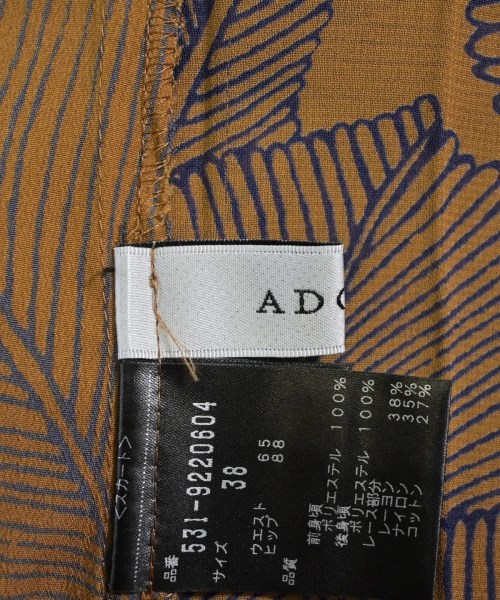 ADO
<スカート>
品番
531-9220604
サイズ
38
ウエスト 65
ヒップ 88
品質
前身頃
ポリエステル 100%
後身頃
ポリエステル 100%
レース部分
レーヨン 38%
ナイロン 35%
コットン 27%